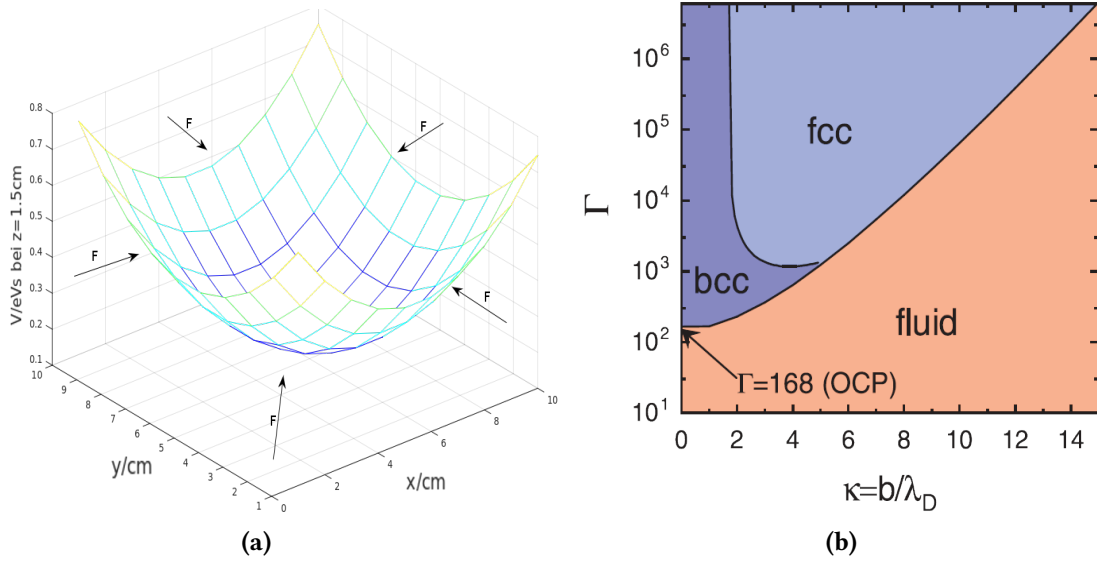 V/eVs bei z=1.5cm
0.8
0.7
0.6
0.5
0.4
0.3
0.2
0.1
10
9
8
7
6
5
4
3
2
1
y/cm
0
2
4
6
8
10
x/cm
F
F
F
F
F
(a)
Γ
10⁶
10⁵
10⁴
10³
10²
10¹
fcc
bcc
fluid
Γ=168 (OCP)
0 2 4 6 8 10 12 14
κ=b/λ_D
(b)